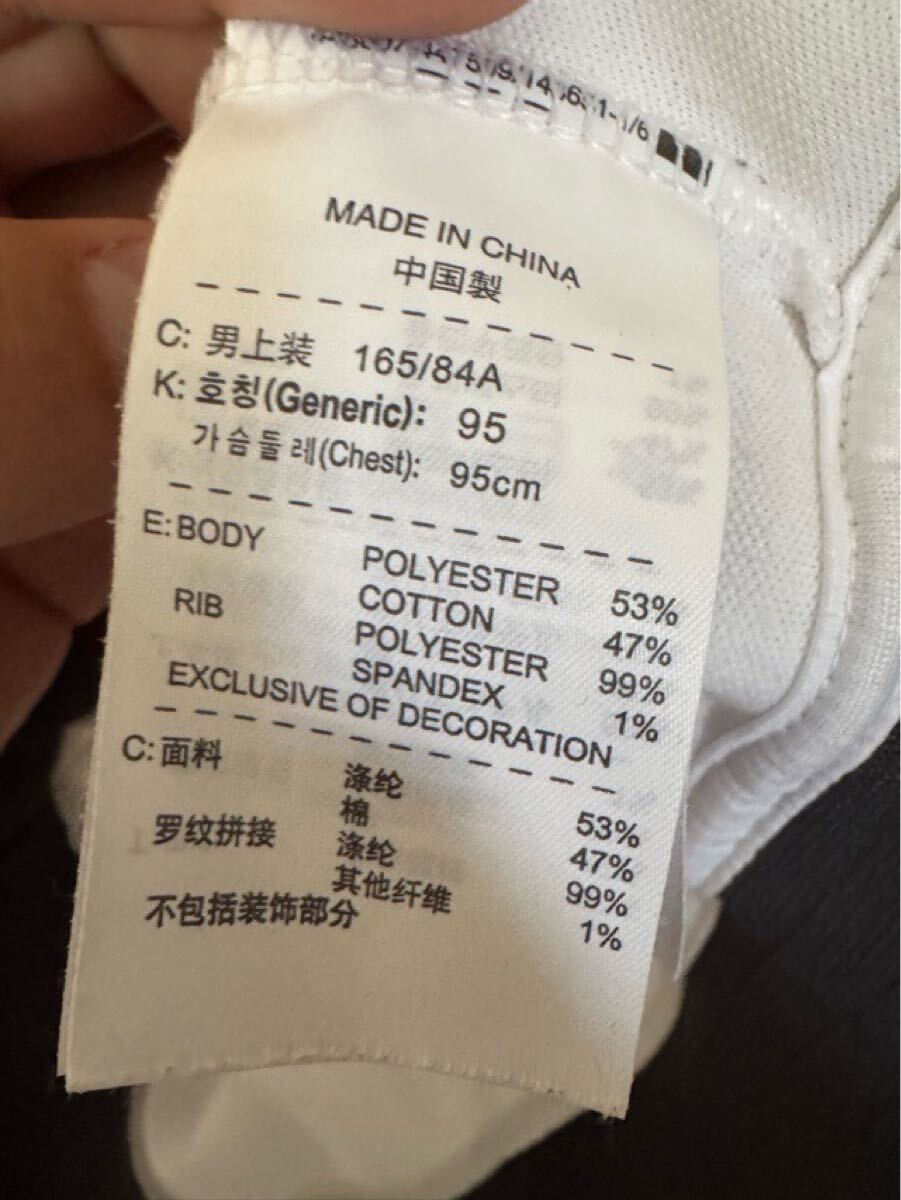 MADE IN CHINA
中国製
C: 男上装 165/84A
K: 호칭(Generic): 95
가슴둘레(Chest): 95cm
E: BODY POLYESTER 53%
COTTON 47%
RIB POLYESTER 99%
SPANDEX 1%
EXCLUSIVE OF DECORATION
C: 面料 涤纶 53%
棉 47%
罗纹拼接 涤纶 99%
其他纤维 1%
不包括装饰部分